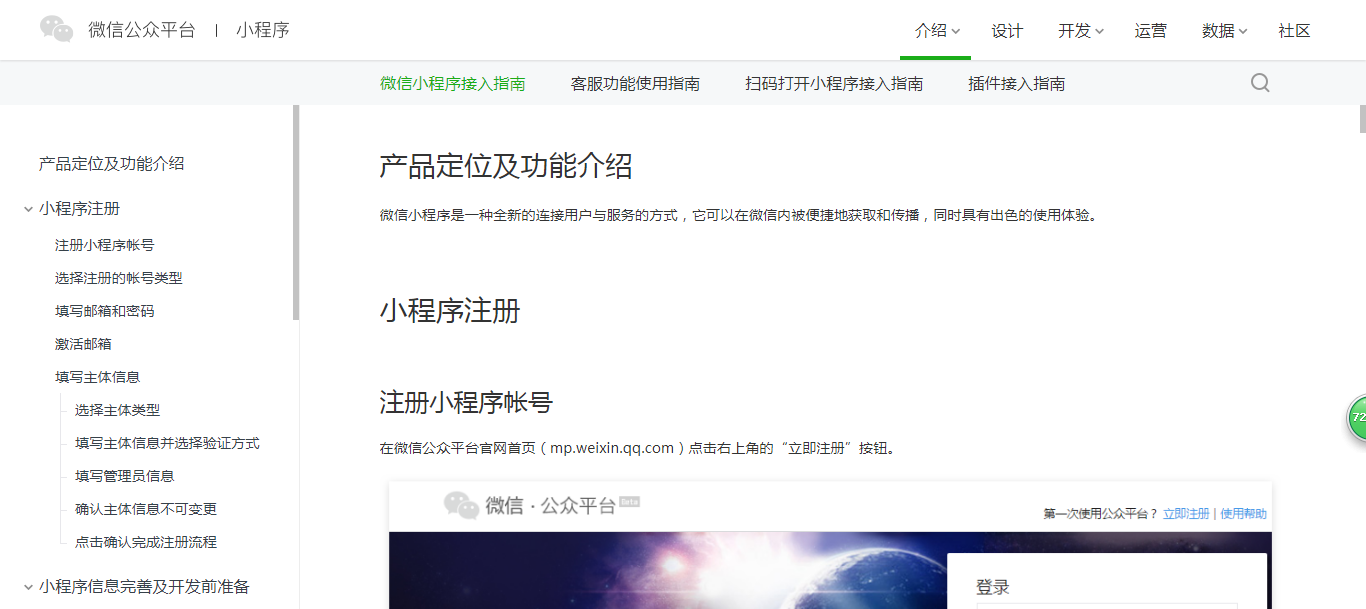 微信公众平台 | 小程序
介绍 设计 开发 运营 数据 社区
微信小程序接入指南 客服功能使用指南 扫码打开小程序接入指南 插件接入指南
产品定位及功能介绍
小程序注册
注册小程序帐号
选择注册的帐号类型
填写邮箱和密码
激活邮箱
填写主体信息
选择主体类型
填写主体信息并选择验证方式
填写管理员信息
确认主体信息不可变更
点击确认完成注册流程
小程序信息完善及开发前准备
产品定位及功能介绍
微信小程序是一种全新的连接用户与服务的方式，它可以在微信内被便捷地获取和传播，同时具有出色的使用体验。
小程序注册
注册小程序帐号
在微信公众平台官网首页（mp.weixin.qq.com）点击右上角的“立即注册”按钮。
微信·公众平台 Beta
第一次使用公众平台？ 立即注册 | 使用帮助
登录
72